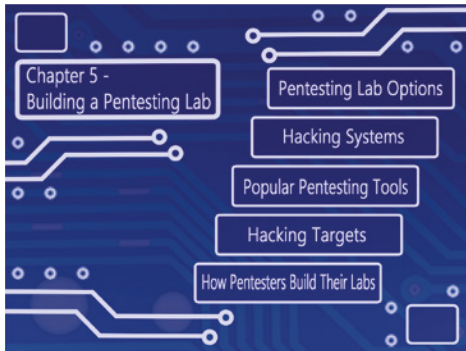 Chapter 5 -
Building a Pentesting Lab
Pentesting Lab Options
Hacking Systems
Popular Pentesting Tools
Hacking Targets
How Pentesters Build Their Labs